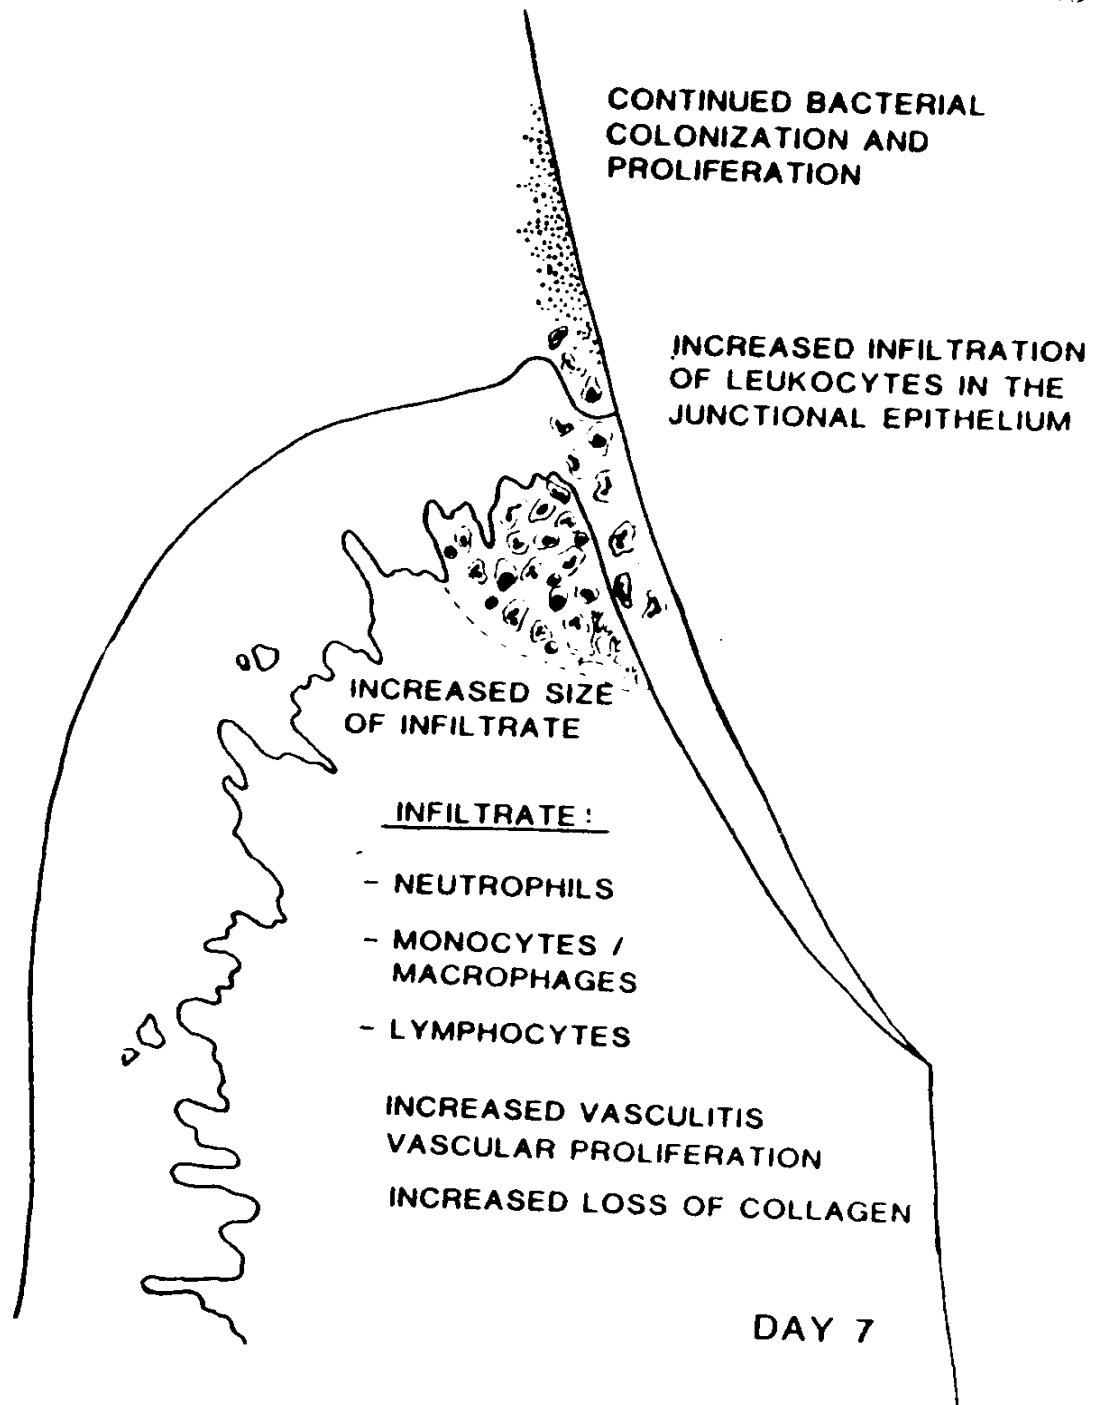 CONTINUED BACTERIAL
COLONIZATION AND
PROLIFERATION
INCREASED INFILTRATION
OF LEUKOCYTES IN THE
JUNCTIONAL EPITHELIUM
INCREASED SIZE
OF INFILTRATE
INFILTRATE:
- NEUTROPHILS
- MONOCYTES /
MACROPHAGES
- LYMPHOCYTES
INCREASED VASCULITIS
VASCULAR PROLIFERATION
INCREASED LOSS OF COLLAGEN
DAY 7